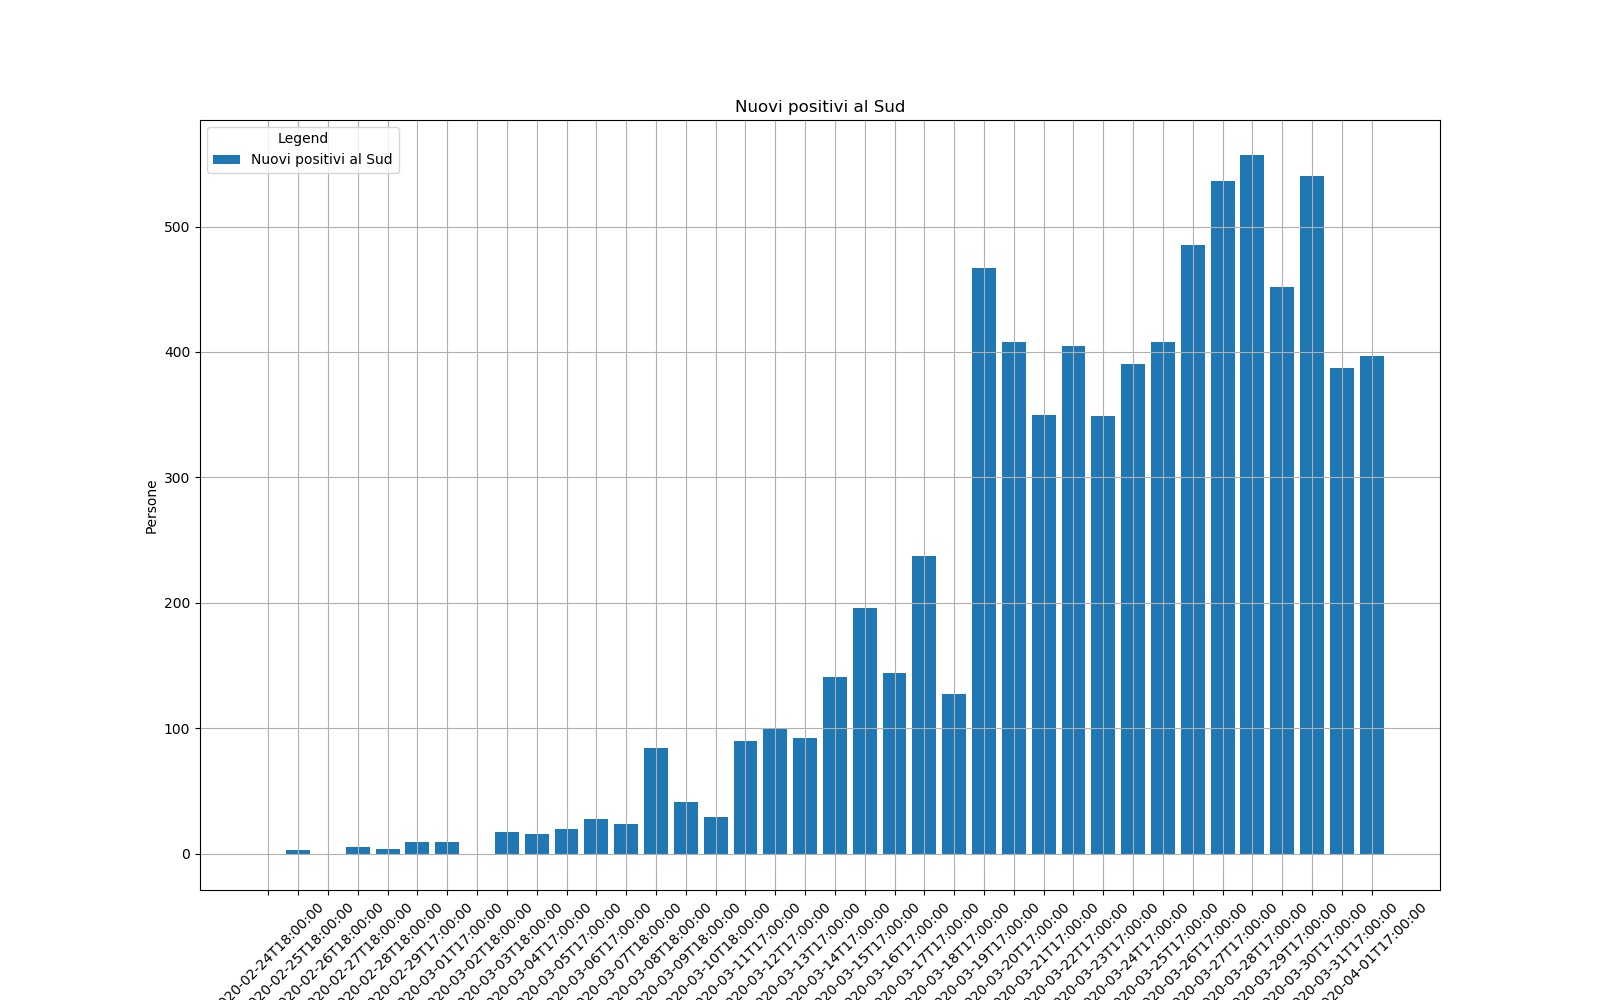 Nuovi positivi al Sud
Legend
Nuovi positivi al Sud
500
400
300
200
100
0
Persone
020-02-24T18:00:00
020-02-25T18:00:00
020-02-26T18:00:00
020-02-27T18:00:00
020-02-28T18:00:00
020-02-29T17:00:00
020-03-01T17:00:00
020-03-02T18:00:00
020-03-03T18:00:00
020-03-04T17:00:00
020-03-05T17:00:00
020-03-06T17:00:00
020-03-07T18:00:00
020-03-08T18:00:00
020-03-09T18:00:00
020-03-10T18:00:00
020-03-11T17:00:00
020-03-12T17:00:00
020-03-13T17:00:00
020-03-14T17:00:00
020-03-15T17:00:00
020-03-16T17:00:00
020-03-17T17:00:00
020-03-18T17:00:00
020-03-19T17:00:00
020-03-20T17:00:00
020-03-21T17:00:00
020-03-22T17:00:00
020-03-23T17:00:00
020-03-24T17:00:00
020-03-25T17:00:00
020-03-26T17:00:00
020-03-27T17:00:00
020-03-28T17:00:00
020-03-29T17:00:00
020-03-30T17:00:00
020-03-31T17:00:00
020-04-01T17:00:00